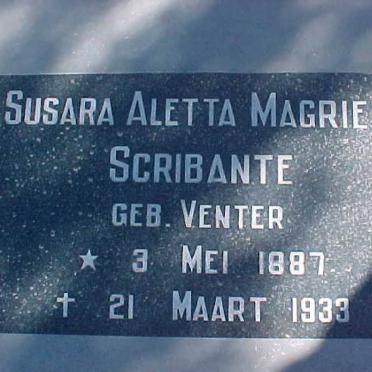 SUSARA ALETTA MAGRIE
SCRIBANTE
GEB. VENTER
★ 3 MEI 1887
✝ 21 MAART 1933